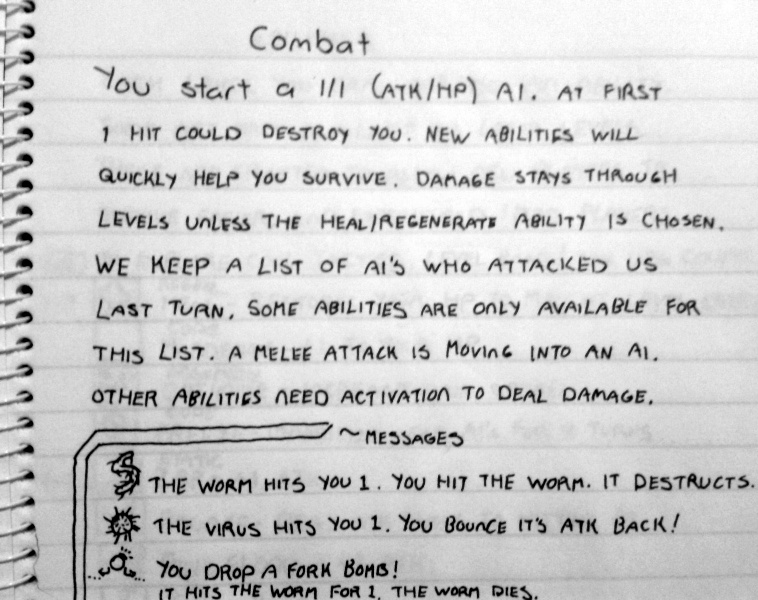 Combat
You start a 1/1 (ATK/HP) AI. AT FIRST
1 HIT COULD DESTROY YOU. NEW ABILITIES WILL
QUICKLY HELP YOU SURVIVE. DAMAGE STAYS THROUGH
LEVELS UNLESS THE HEAL/REGENERATE ABILITY IS CHOSEN.
WE KEEP A LIST OF AI'S WHO ATTACKED US
LAST TURN. SOME ABILITIES ARE ONLY AVAILABLE FOR
THIS LIST. A MELEE ATTACK IS MOVING INTO AN AI.
OTHER ABILITIES NEED ACTIVATION TO DEAL DAMAGE.
~MESSAGES
THE WORM HITS YOU 1. YOU HIT THE WORM. IT DESTRUCTS.
THE VIRUS HITS YOU 1. YOU BOUNCE IT'S ATK BACK!
YOU DROP A FORK BOMB!
IT HITS THE WORM FOR 1. THE WORM DIES.